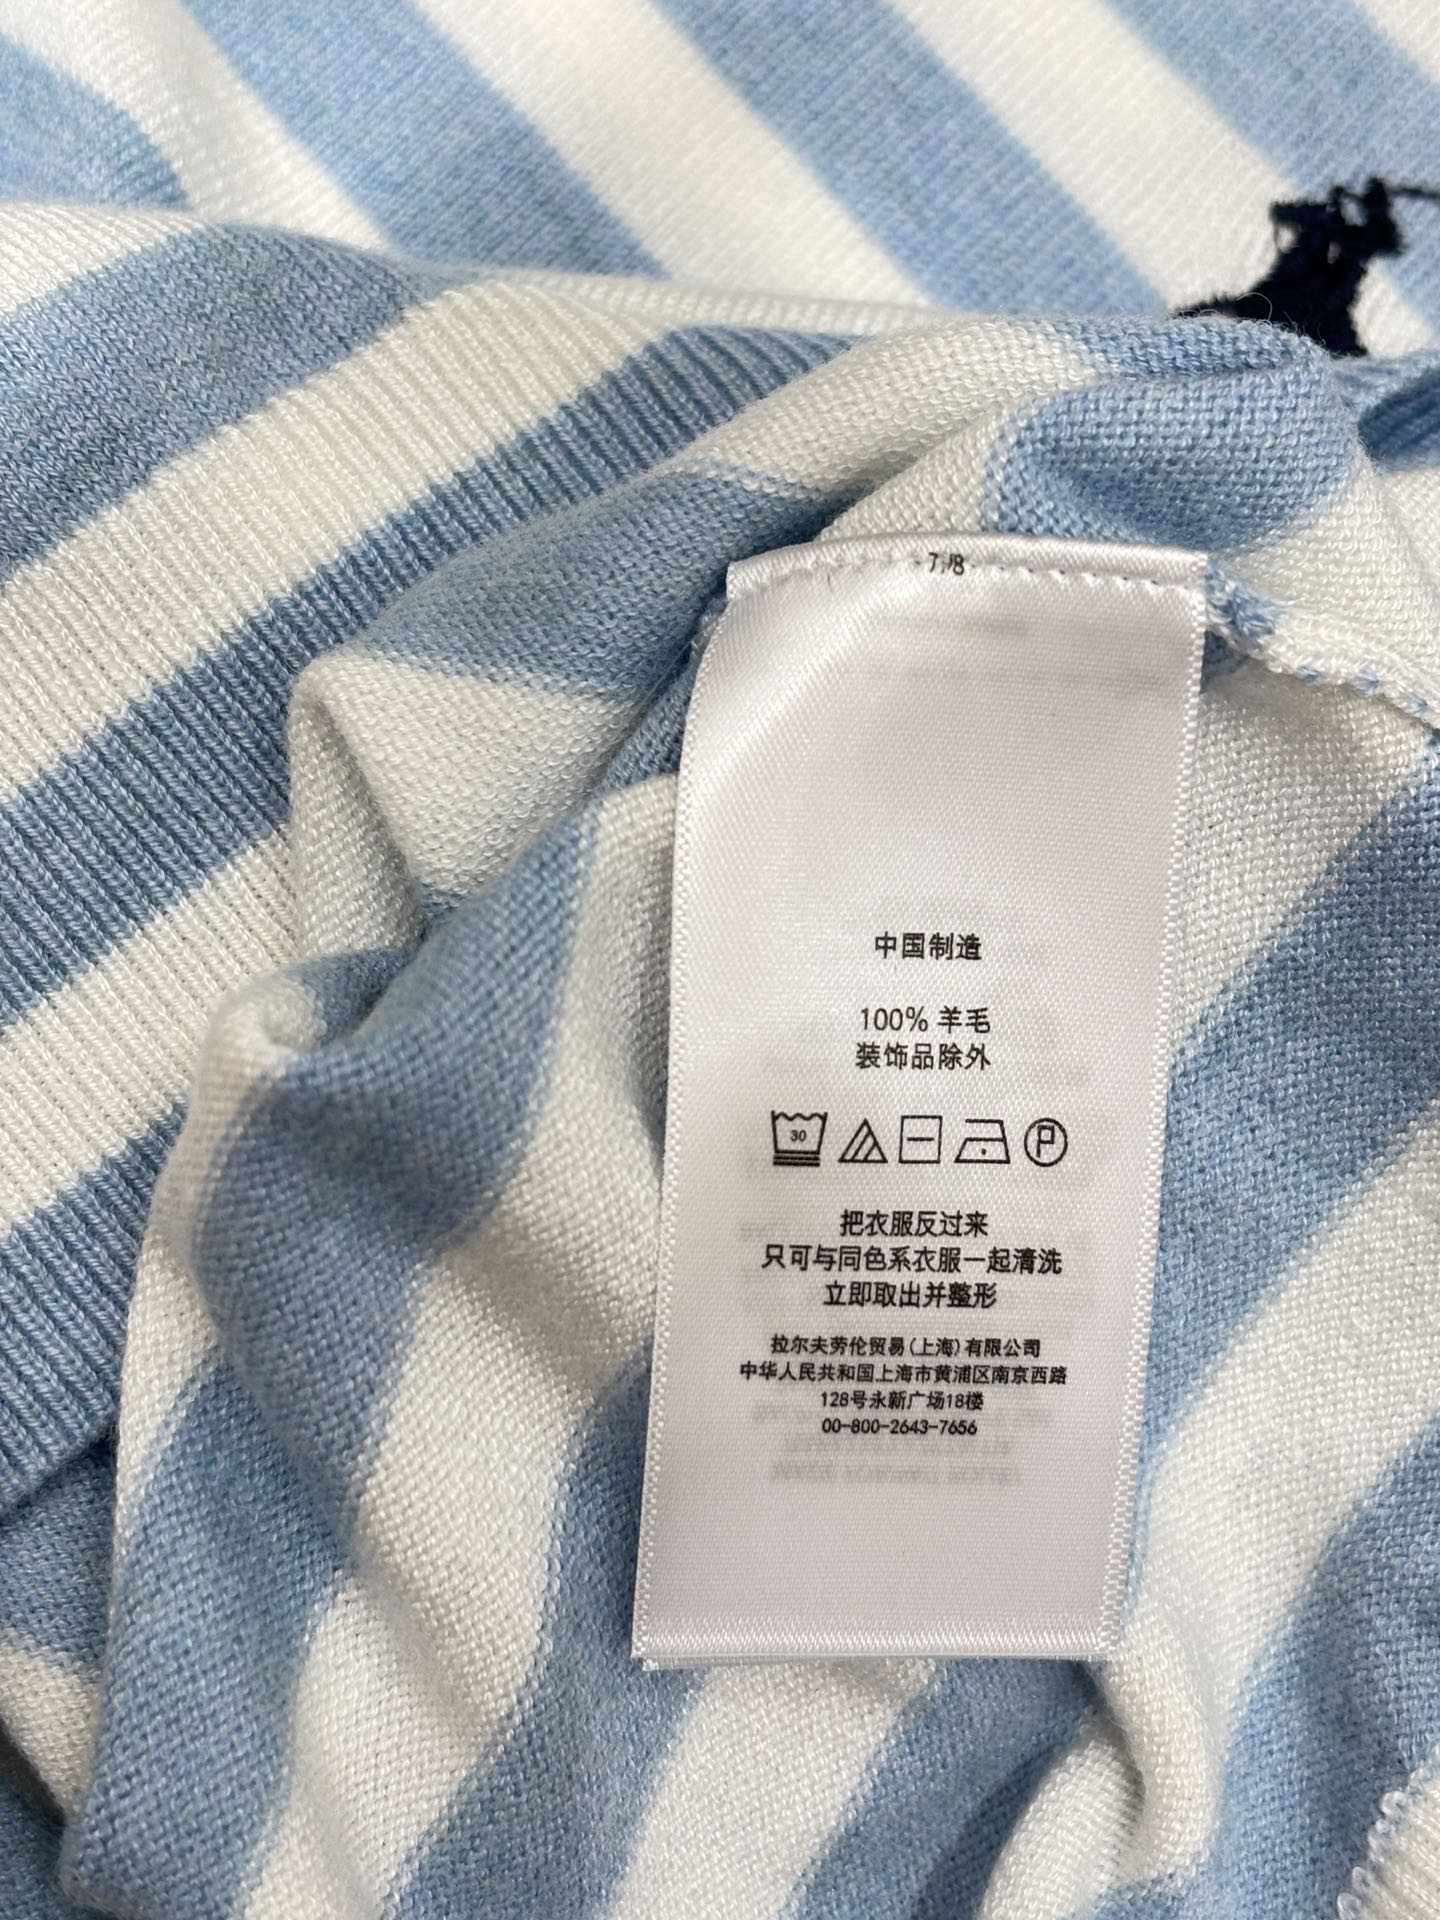 7/8
中国制造
100% 羊毛
装饰品除外
30
P
把衣服反过来
只可与同色系衣服一起清洗
立即取出并整形
拉尔夫劳伦贸易(上海)有限公司
中华人民共和国上海市黄浦区南京西路
128号永新广场18楼
00-800-2643-7656